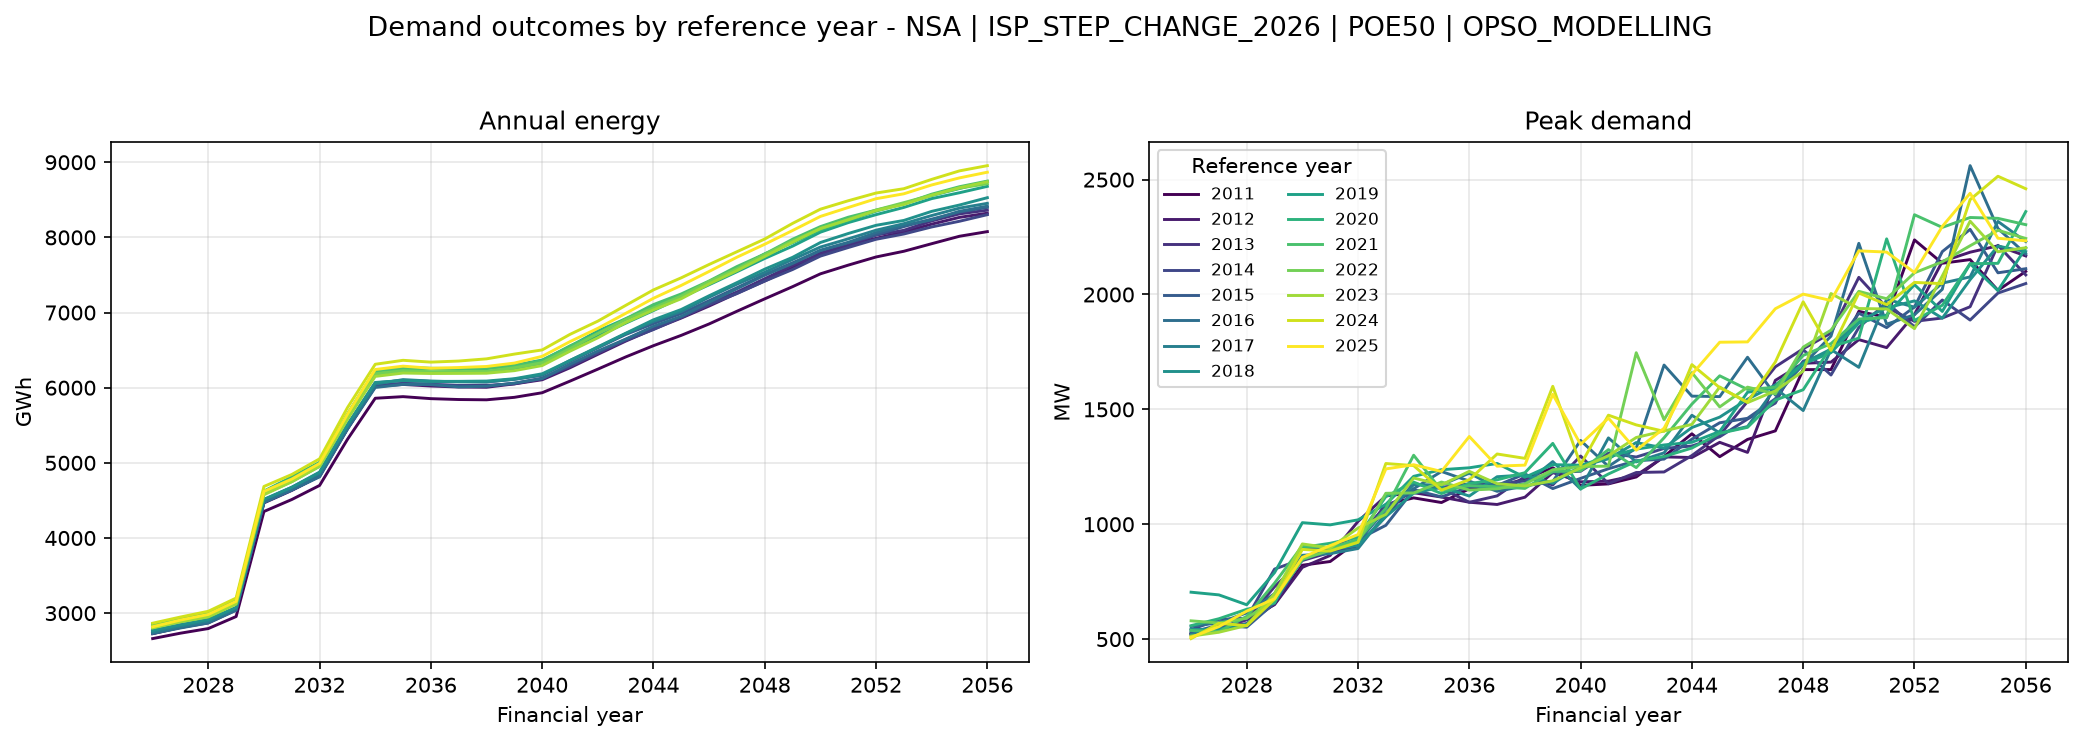 Demand outcomes by reference year - NSA | ISP_STEP_CHANGE_2026 | POE50 | OPSO_MODELLING
Annual energy
GWh
9000
8000
7000
6000
5000
4000
3000
2028 2032 2036 2040 2044 2048 2052 2056
Financial year
Peak demand
MW
2500
2000
1500
1000
500
Reference year
2011 2019
2012 2020
2013 2021
2014 2022
2015 2023
2016 2024
2017 2025
2018
2028 2032 2036 2040 2044 2048 2052 2056
Financial year